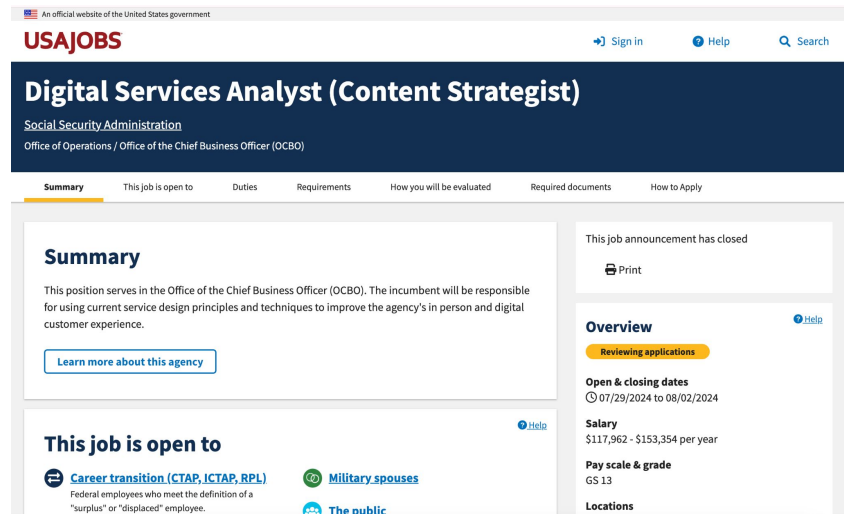 An official website of the United States government
USAJOBS
Sign in
Help
Search
Digital Services Analyst (Content Strategist)
Social Security Administration
Office of Operations / Office of the Chief Business Officer (OCBO)
Summary
This job is open to
Duties
Requirements
How you will be evaluated
Required documents
How to Apply
Summary
This position serves in the Office of the Chief Business Officer (OCBO). The incumbent will be responsible
for using current service design principles and techniques to improve the agency's in person and digital
customer experience.
Learn more about this agency
Help
This job is open to
Career transition (CTAP, ICTAP, RPL)
Federal employees who meet the definition of a
"surplus" or "displaced" employee.
Military spouses
The public
This job announcement has closed
Print
Help
Overview
Reviewing applications
Open & closing dates
07/29/2024 to 08/02/2024
Salary
$117,962 - $153,354 per year
Pay scale & grade
GS 13
Locations